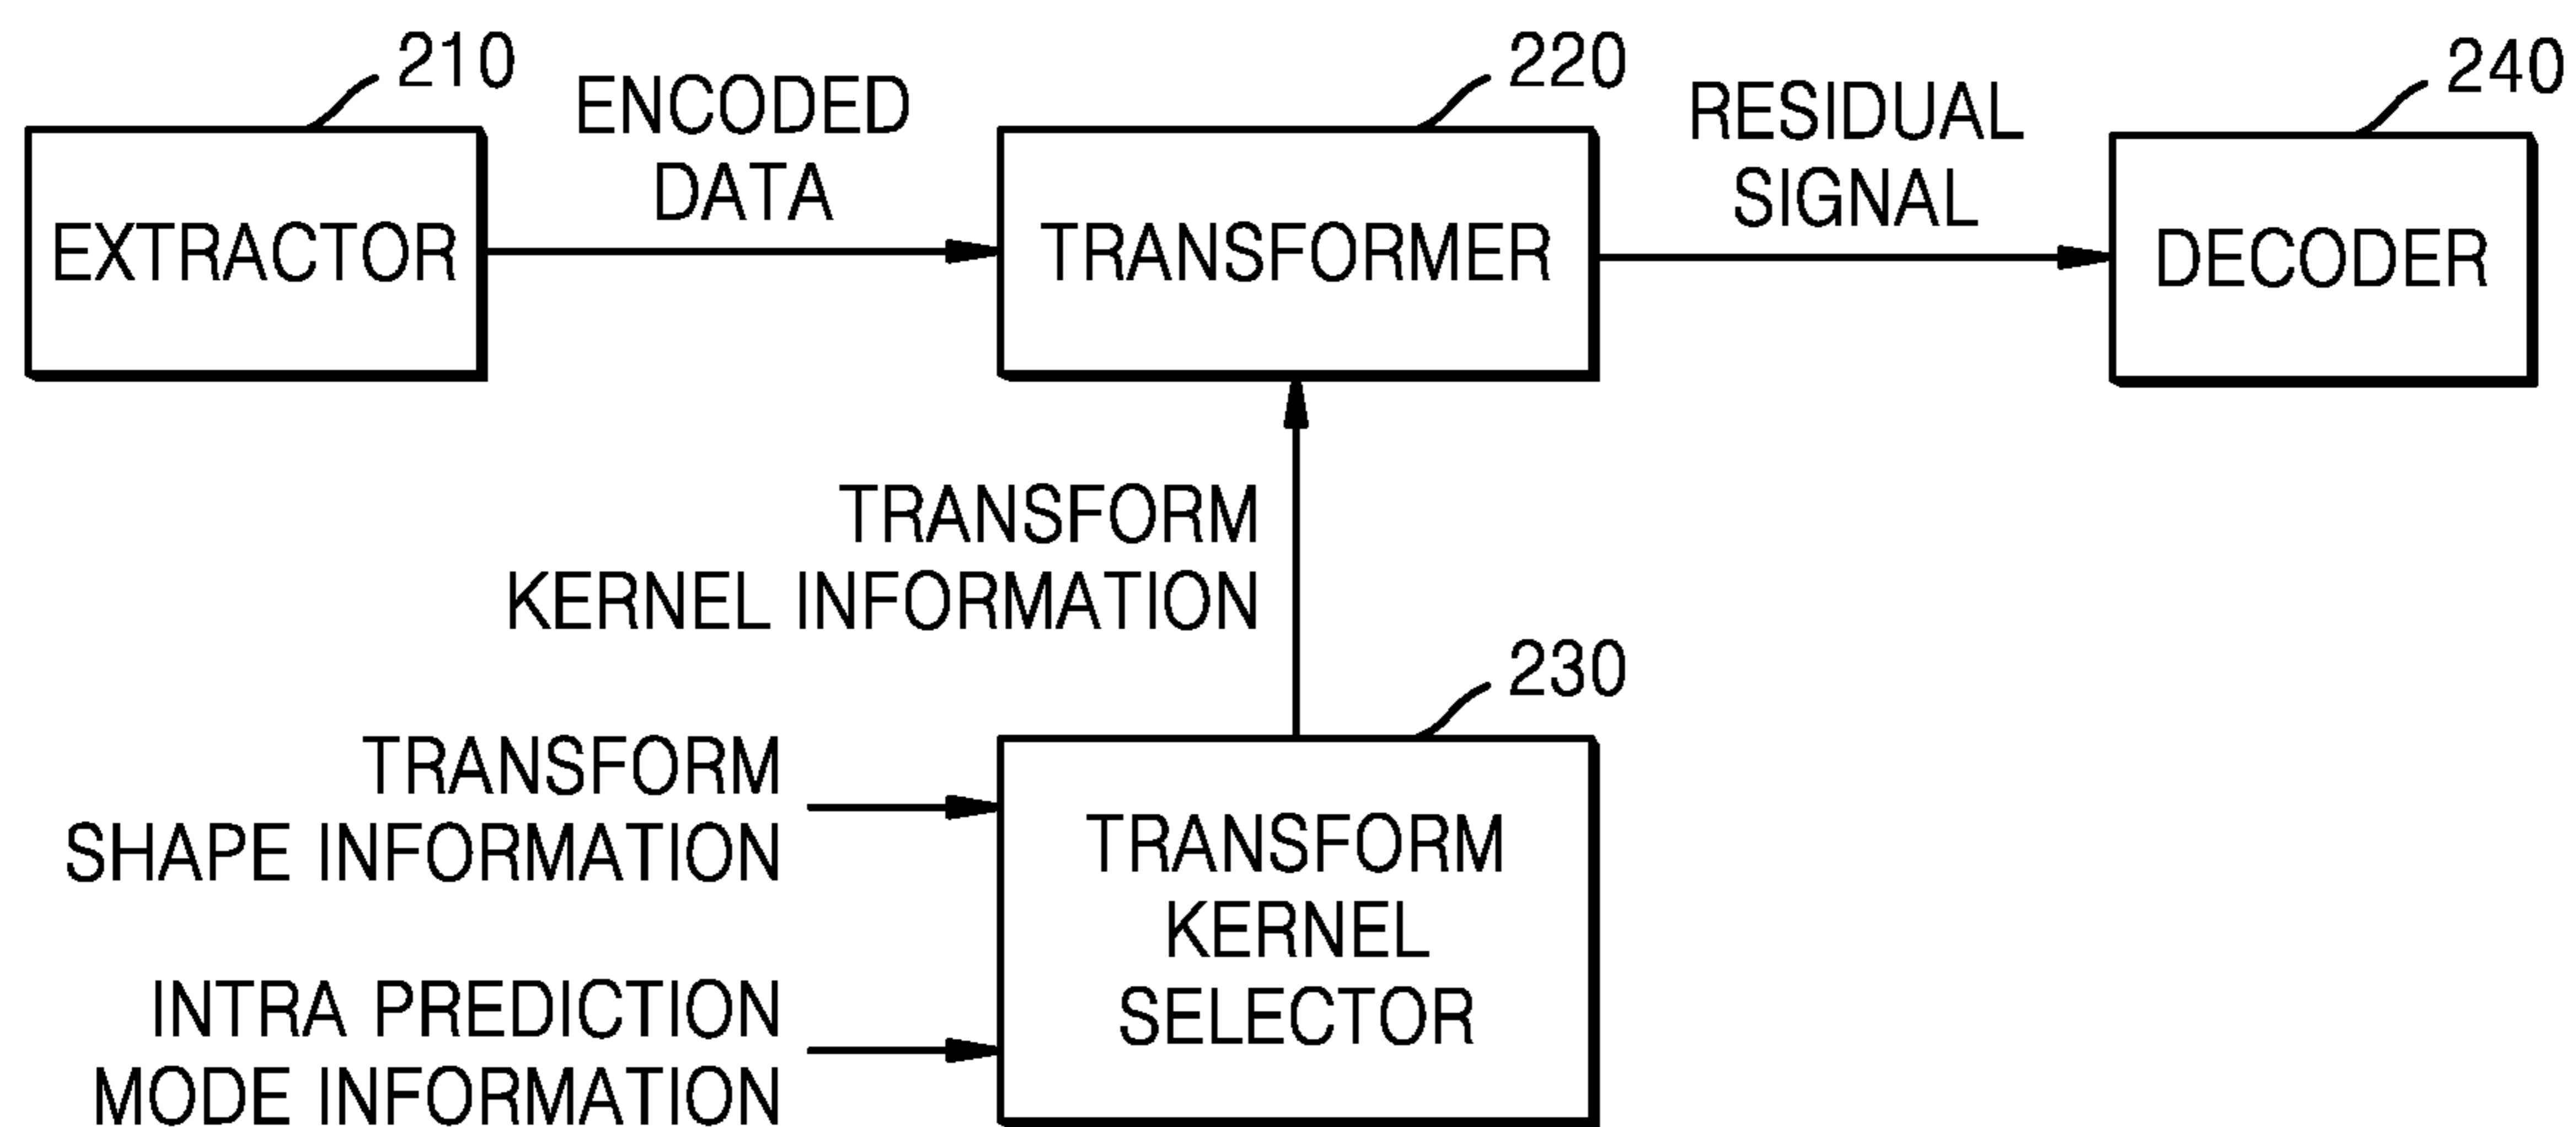 210
220
240
ENCODED
DATA
RESIDUAL
SIGNAL
EXTRACTOR
TRANSFORMER
DECODER
TRANSFORM
KERNEL INFORMATION
230
TRANSFORM
SHAPE INFORMATION
INTRA PREDICTION
MODE INFORMATION
TRANSFORM
KERNEL
SELECTOR